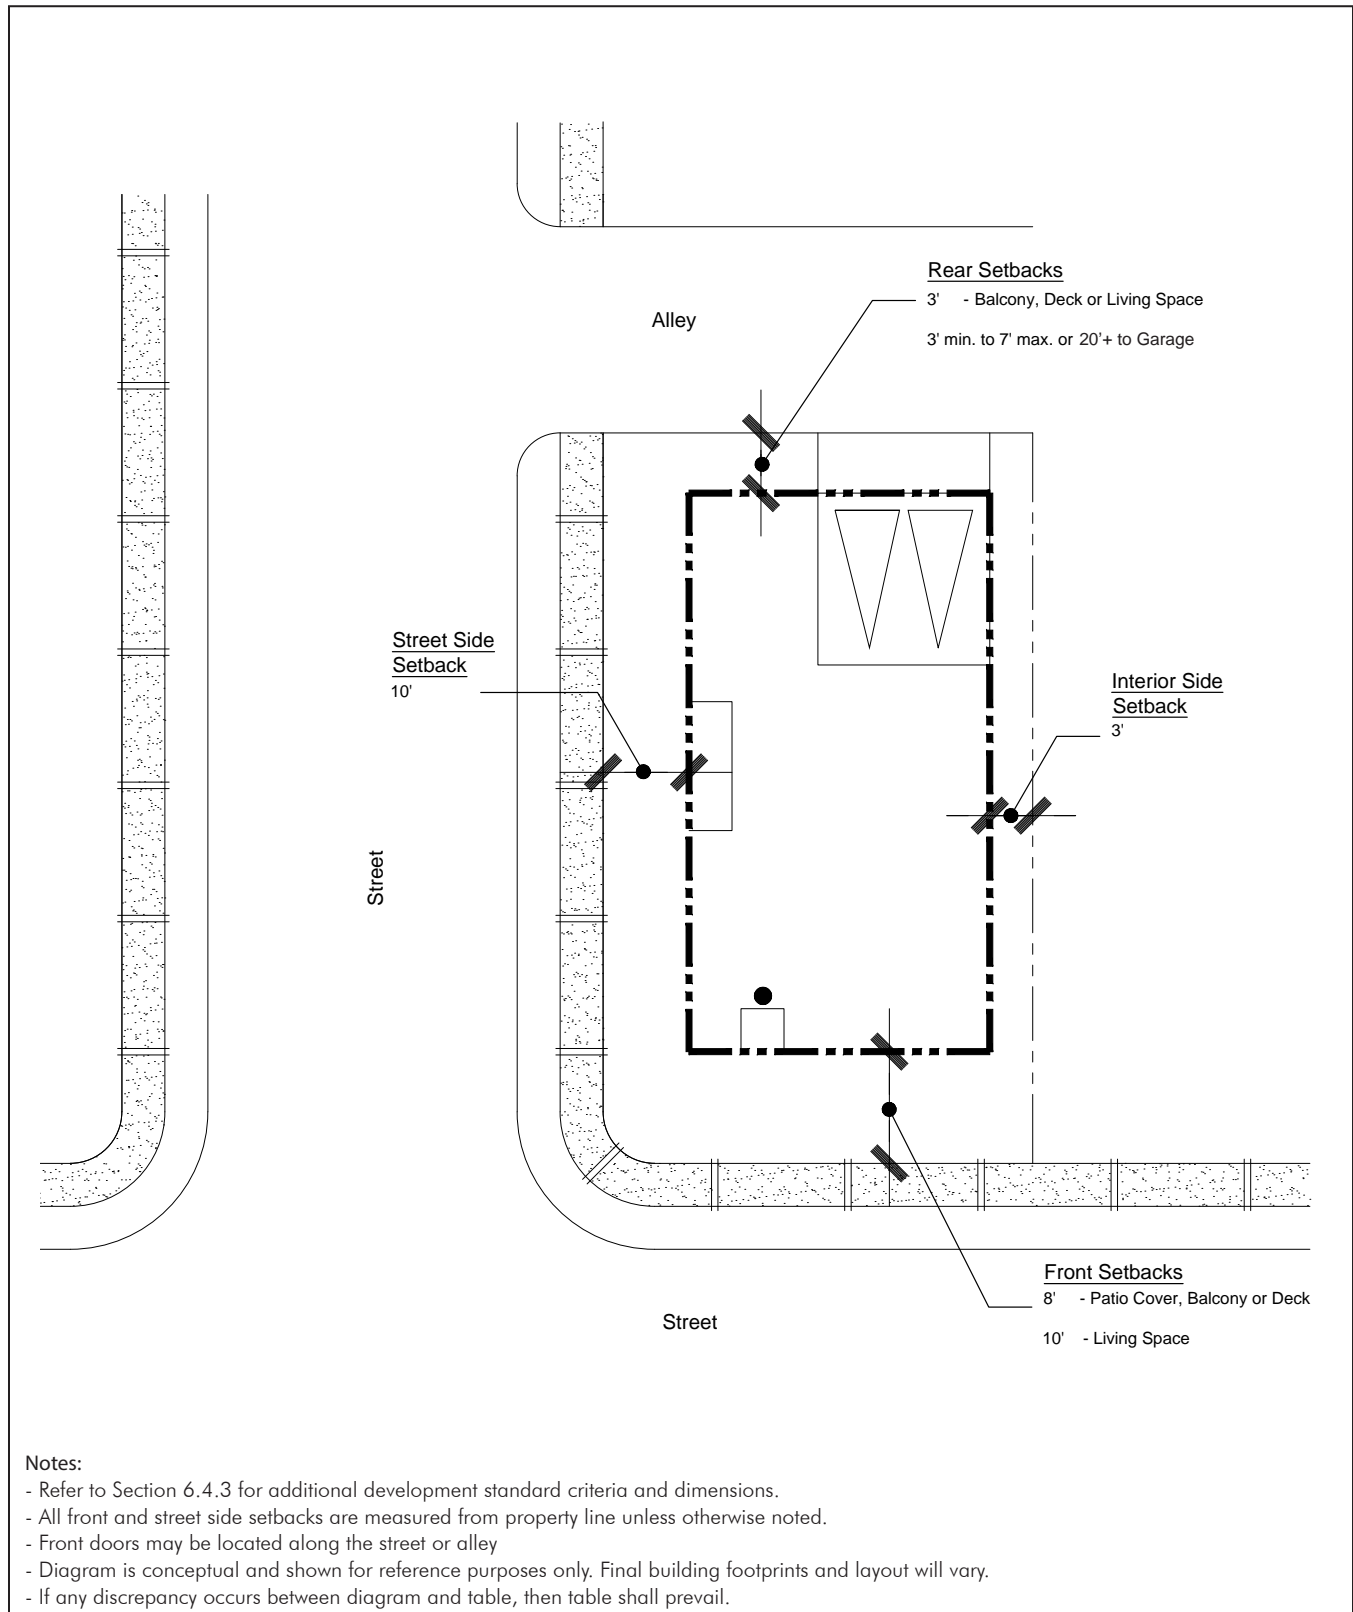 Rear Setbacks
3' - Balcony, Deck or Living Space
3' min. to 7' max. or 20'+ to Garage
Alley
Street Side
Setback
10'
Interior Side
Setback
3'
Street
Front Setbacks
8' - Patio Cover, Balcony or Deck
10' - Living Space
Street
Notes:
- Refer to Section 6.4.3 for additional development standard criteria and dimensions.
- All front and street side setbacks are measured from property line unless otherwise noted.
- Front doors may be located along the street or alley
- Diagram is conceptual and shown for reference purposes only. Final building footprints and layout will vary.
- If any discrepancy occurs between diagram and table, then table shall prevail.